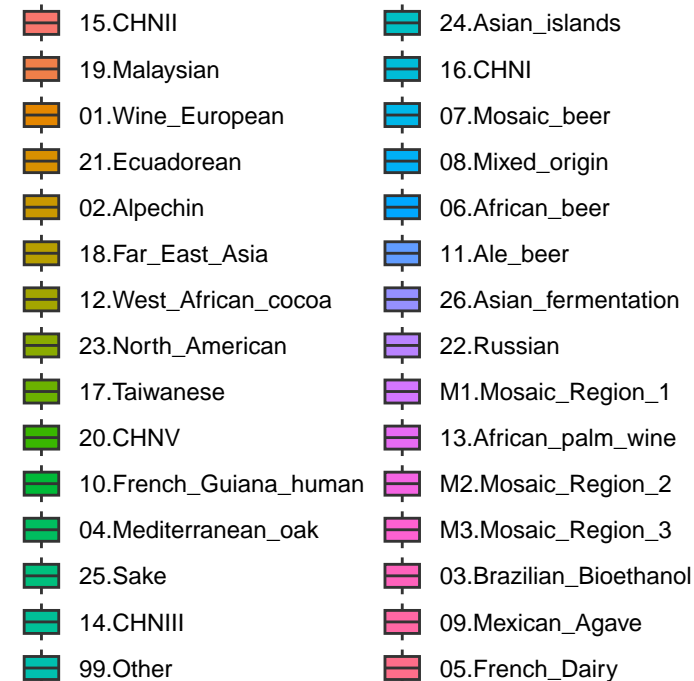 15.CHNII
19.Malaysian
01.Wine_European
21.Ecuadorean
02.Alpechin
18.Far_East_Asia
12.West_African_cocoa
23.North_American
17.Taiwanese
20.CHNV
10.French_Guiana_human
04.Mediterranean_oak
25.Sake
14.CHNIII
99.Other
24.Asian_islands
16.CHNI
07.Mosaic_beer
08.Mixed_origin
06.African_beer
11.Ale_beer
26.Asian_fermentation
22.Russian
M1.Mosaic_Region_1
13.African_palm_wine
M2.Mosaic_Region_2
M3.Mosaic_Region_3
03.Brazilian_Bioethanol
09.Mexican_Agave
05.French_Dairy